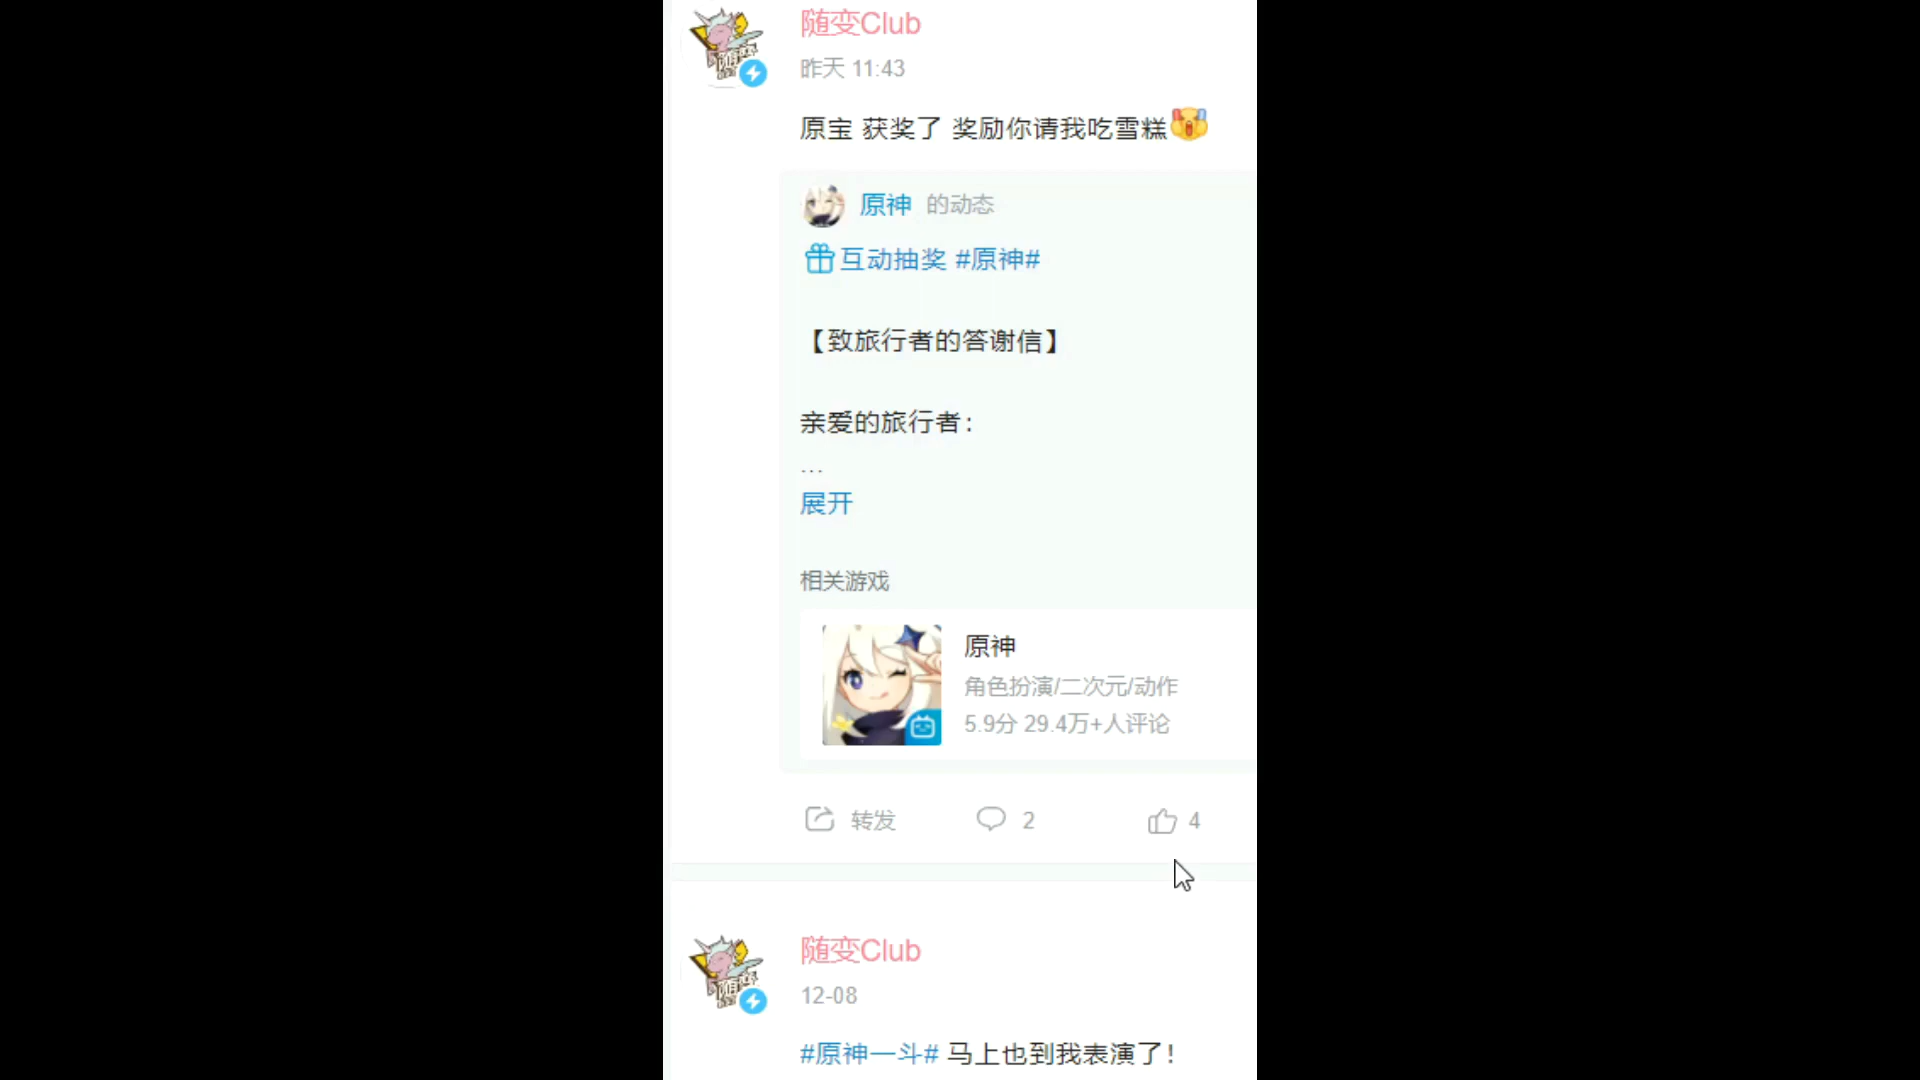 随变Club
昨天 11:43
原宝 获奖了 奖励你请我吃雪糕
原神 的动态
互动抽奖 #原神#
【致旅行者的答谢信】
亲爱的旅行者：
...
展开
相关游戏
原神
角色扮演/二次元/动作
5.9分 29.4万+人评论
转发 2 4
随变Club
12-08
#原神一斗# 马上也到我表演了！